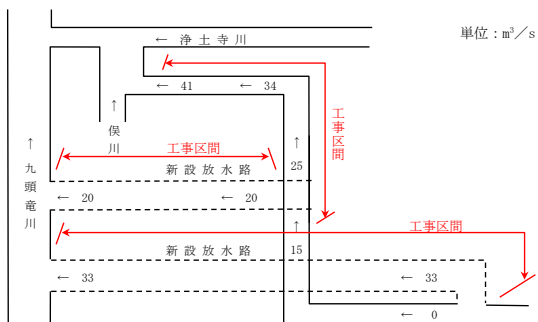 単位：m³／s
← 浄土寺川
← 41 ← 34
↑
俣川
工事区間
工事区間
↑
九頭竜川
新設放水路
↑
25
← 20 ← 20
工事区間
新設放水路
↑
15
← 33 ← 33
← 0